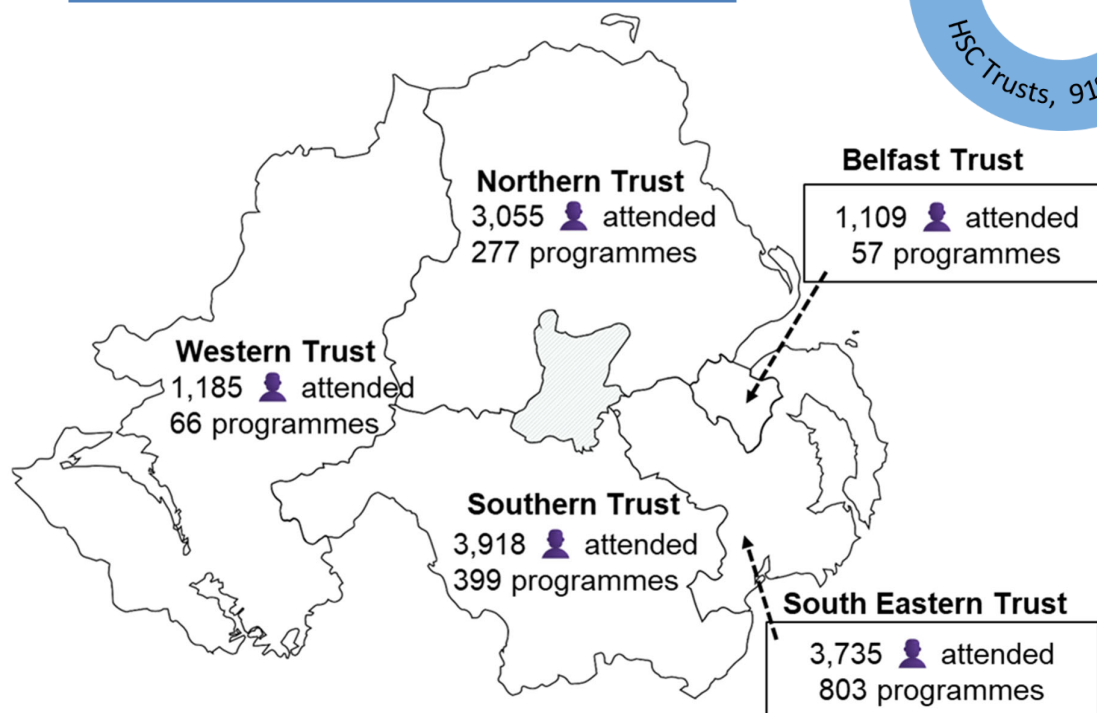 HSC Trusts, 91
Northern Trust
3,055 attended
277 programmes
Belfast Trust
1,109 attended
57 programmes
Western Trust
1,185 attended
66 programmes
Southern Trust
3,918 attended
399 programmes
South Eastern Trust
3,735 attended
803 programmes